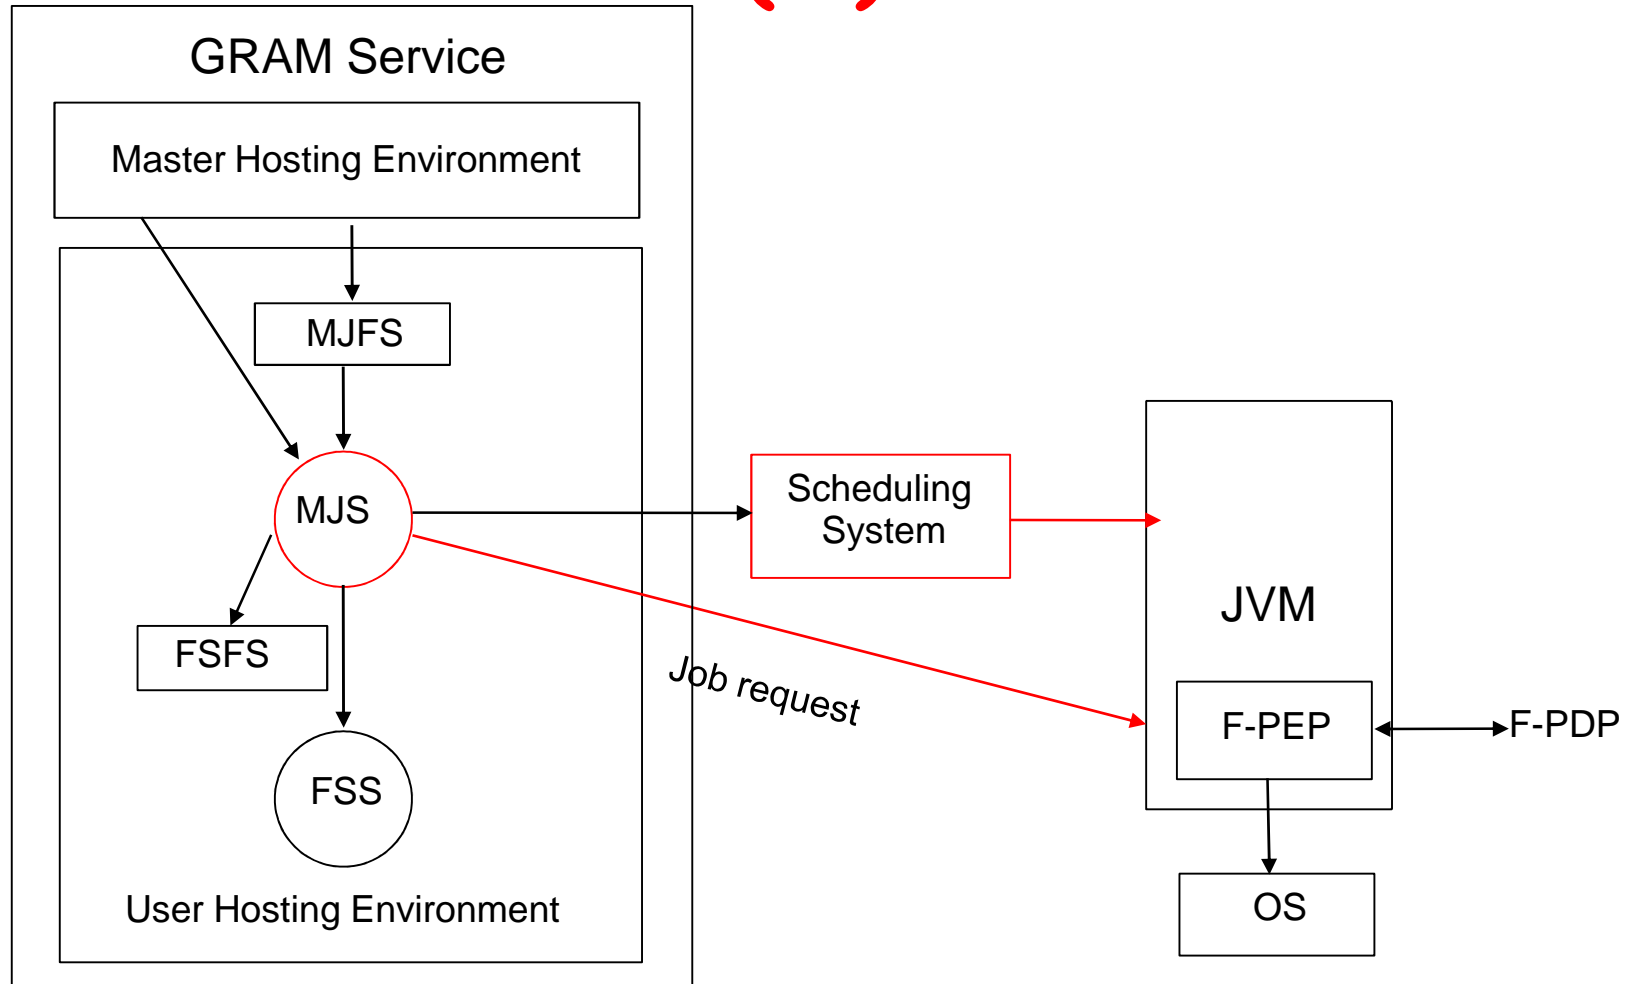 GRAM Service
Master Hosting Environment
MJFS
MJS
Scheduling
System
JVM
FSFS
Job request
F-PEP
F-PDP
FSS
OS
User Hosting Environment